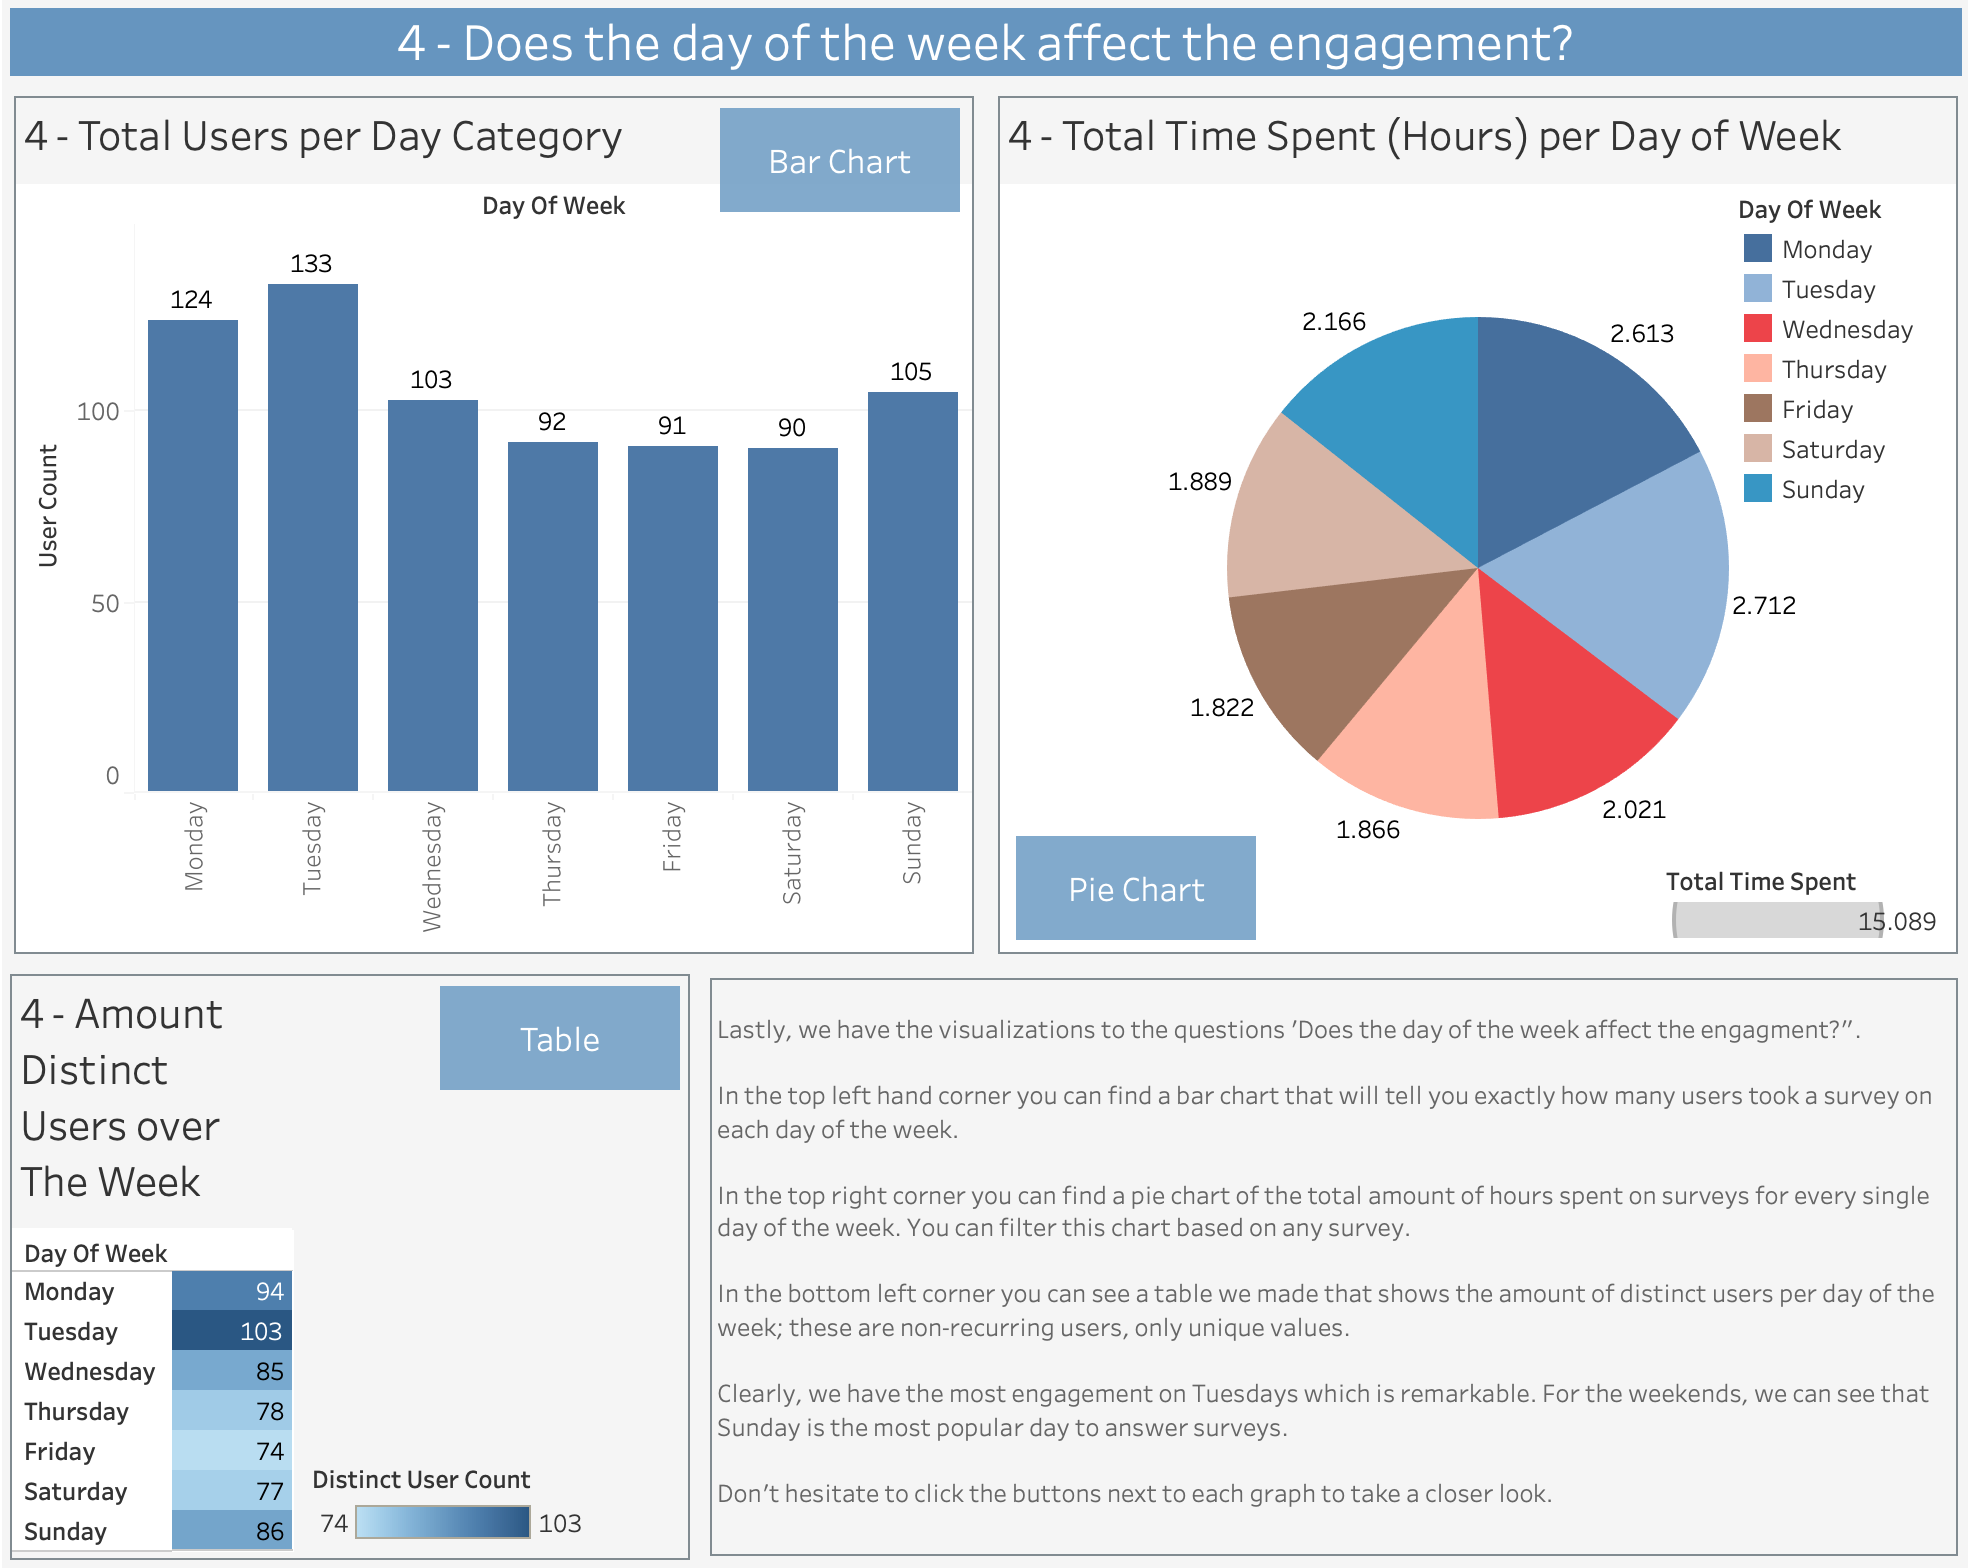 4 - Does the day of the week affect the engagement?
4 - Total Users per Day Category
Bar Chart
Day Of Week
User Count
100
50
0
124
133
103
92
91
90
105
Monday
Tuesday
Wednesday
Thursday
Friday
Saturday
Sunday
4 - Total Time Spent (Hours) per Day of Week
Day Of Week
Monday
Tuesday
Wednesday
Thursday
Friday
Saturday
Sunday
2.166
2.613
1.889
2.712
1.822
2.021
1.866
Pie Chart
Total Time Spent
15.089
4 - Amount
Distinct
Users over
The Week
Table
Day Of Week
Monday 94
Tuesday 103
Wednesday 85
Thursday 78
Friday 74
Saturday 77
Sunday 86
Distinct User Count
74 103
Lastly, we have the visualizations to the questions 'Does the day of the week affect the engagment?".
In the top left hand corner you can find a bar chart that will tell you exactly how many users took a survey on
each day of the week.
In the top right corner you can find a pie chart of the total amount of hours spent on surveys for every single
day of the week. You can filter this chart based on any survey.
In the bottom left corner you can see a table we made that shows the amount of distinct users per day of the
week; these are non-recurring users, only unique values.
Clearly, we have the most engagement on Tuesdays which is remarkable. For the weekends, we can see that
Sunday is the most popular day to answer surveys.
Don't hesitate to click the buttons next to each graph to take a closer look.